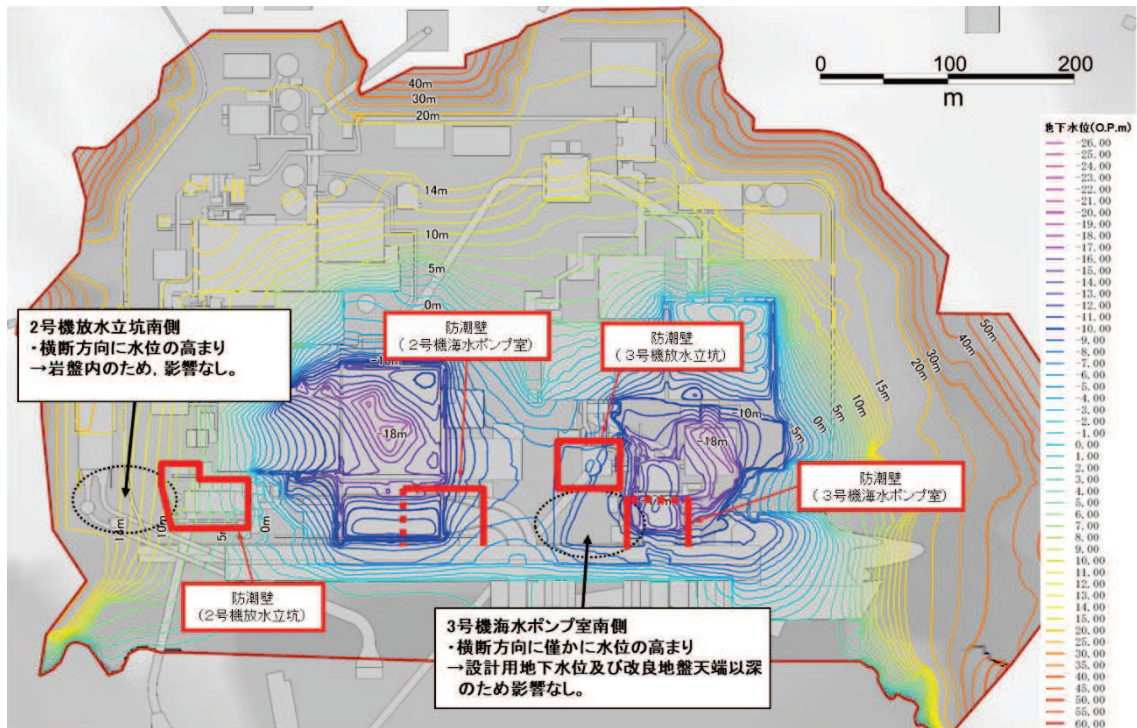 0 100 200
m
40m
30m
20m
14m
10m
5m
0m
50m
40m
30m
20m
15m
10m
5m
0m
-5m
-10m
-18m
-18m
10m
5m
0m
2号機放水立坑南側
・横断方向に水位の高まり
→岩盤内のため，影響なし。
防潮壁
(2号機海水ポンプ室)
防潮壁
(3号機放水立坑)
防潮壁
(3号機海水ポンプ室)
防潮壁
(2号機放水立坑)
3号機海水ポンプ室南側
・横断方向に僅かに水位の高まり
→設計用地下水位及び改良地盤天端以深
のため影響なし。
地下水位(O.P.m)
-26.00
-25.00
-24.00
-23.00
-22.00
-21.00
-20.00
-19.00
-18.00
-17.00
-16.00
-15.00
-14.00
-13.00
-12.00
-11.00
-10.00
-9.00
-8.00
-7.00
-6.00
-5.00
-4.00
-3.00
-2.00
-1.00
0.00
1.00
2.00
3.00
4.00
5.00
6.00
7.00
8.00
9.00
10.00
11.00
12.00
13.00
14.00
15.00
20.00
25.00
30.00
35.00
40.00
45.00
50.00
55.00
60.00